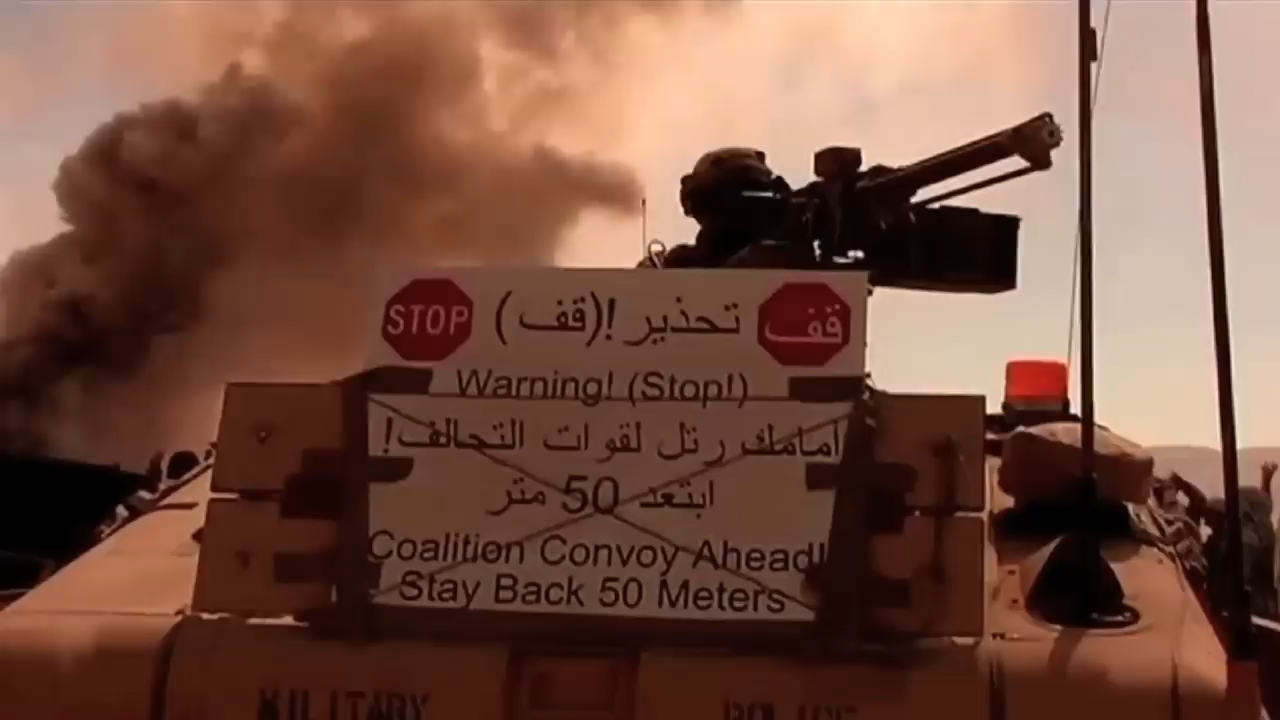 STOP تحذير!(قف) قف
Warning! (Stop!)
أمامك رتل لقوات التحالف!
ابتعد 50 متر
Coalition Convoy Ahead!
Stay Back 50 Meters
MILITARY POLICE